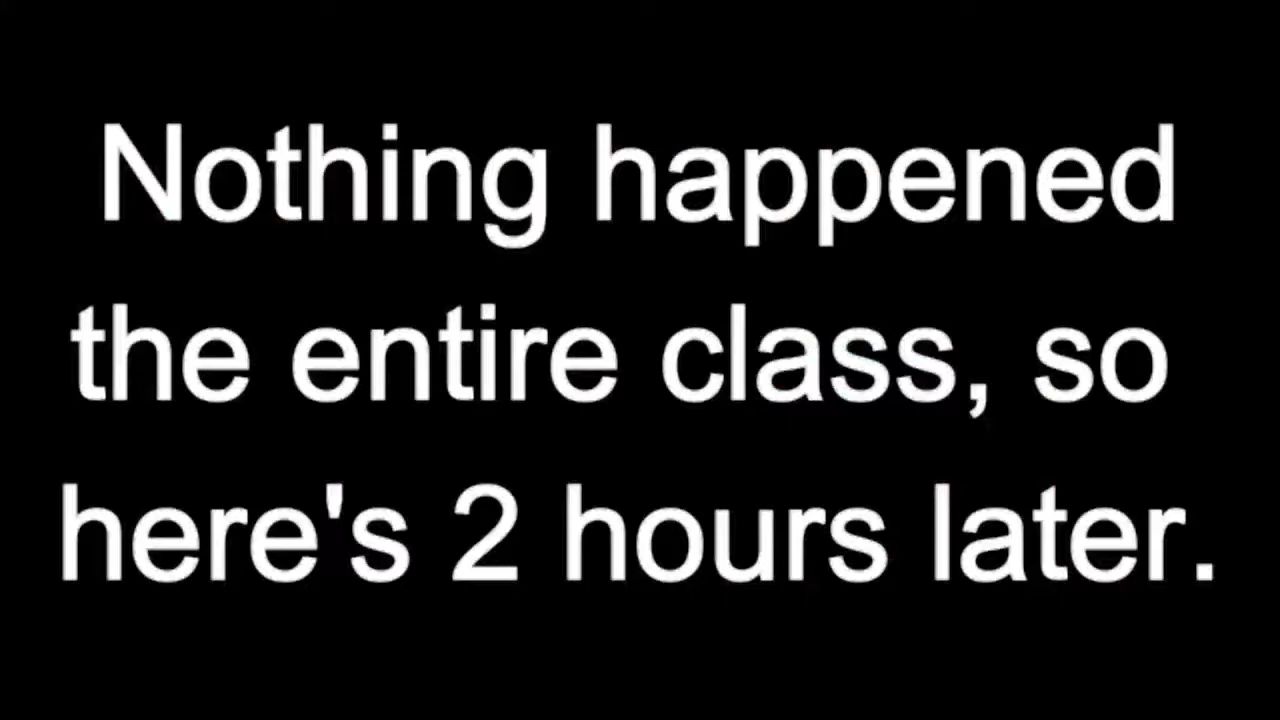 Nothing happened
the entire class, so
here's 2 hours later.